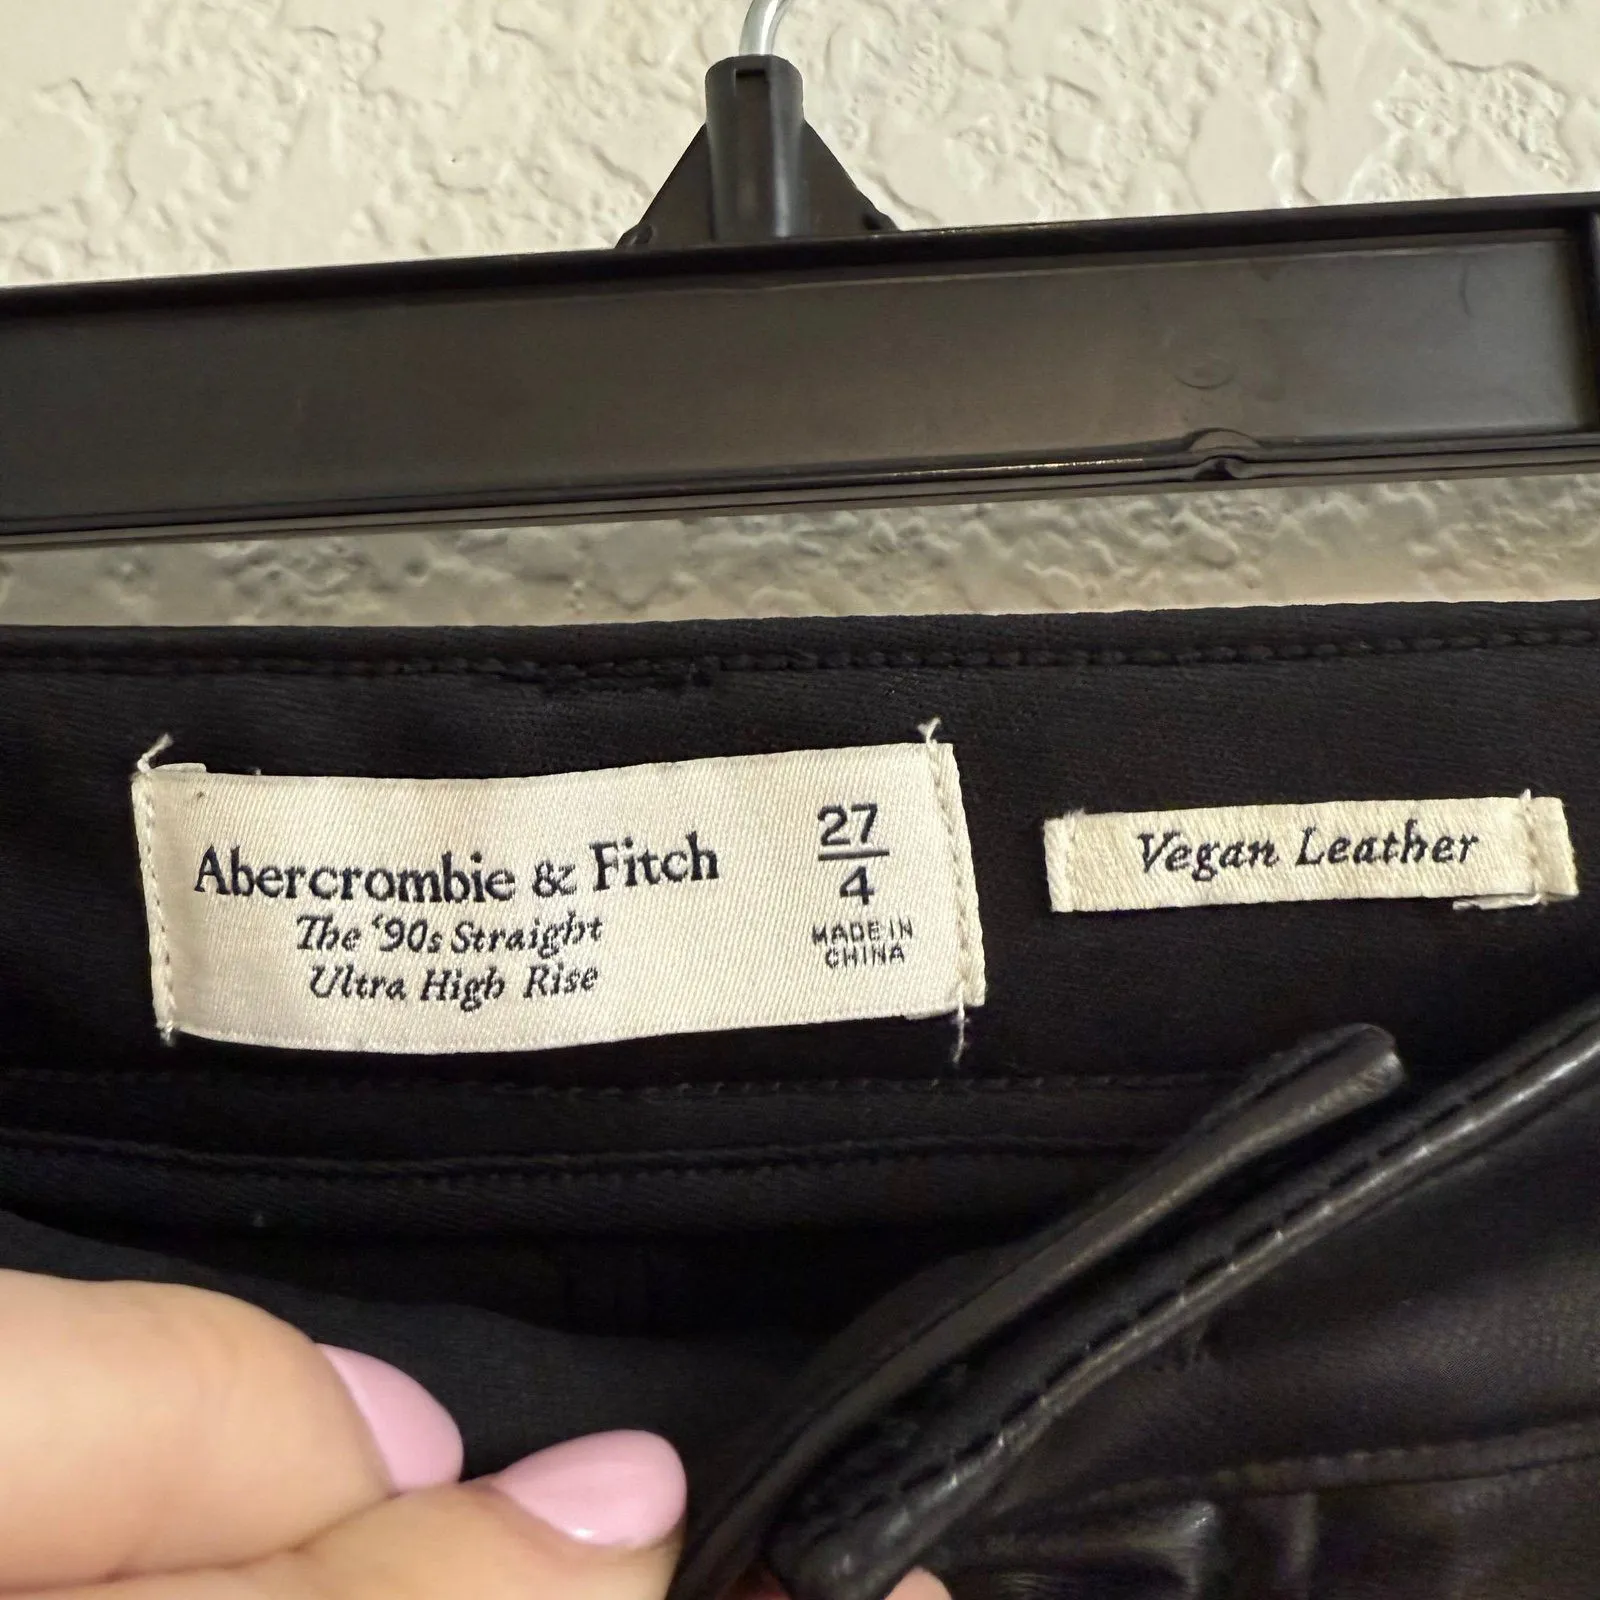 Abercrombie & Fitch
The '90s Straight
Ultra High Rise
27
4
MADE IN
CHINA
Vegan Leather